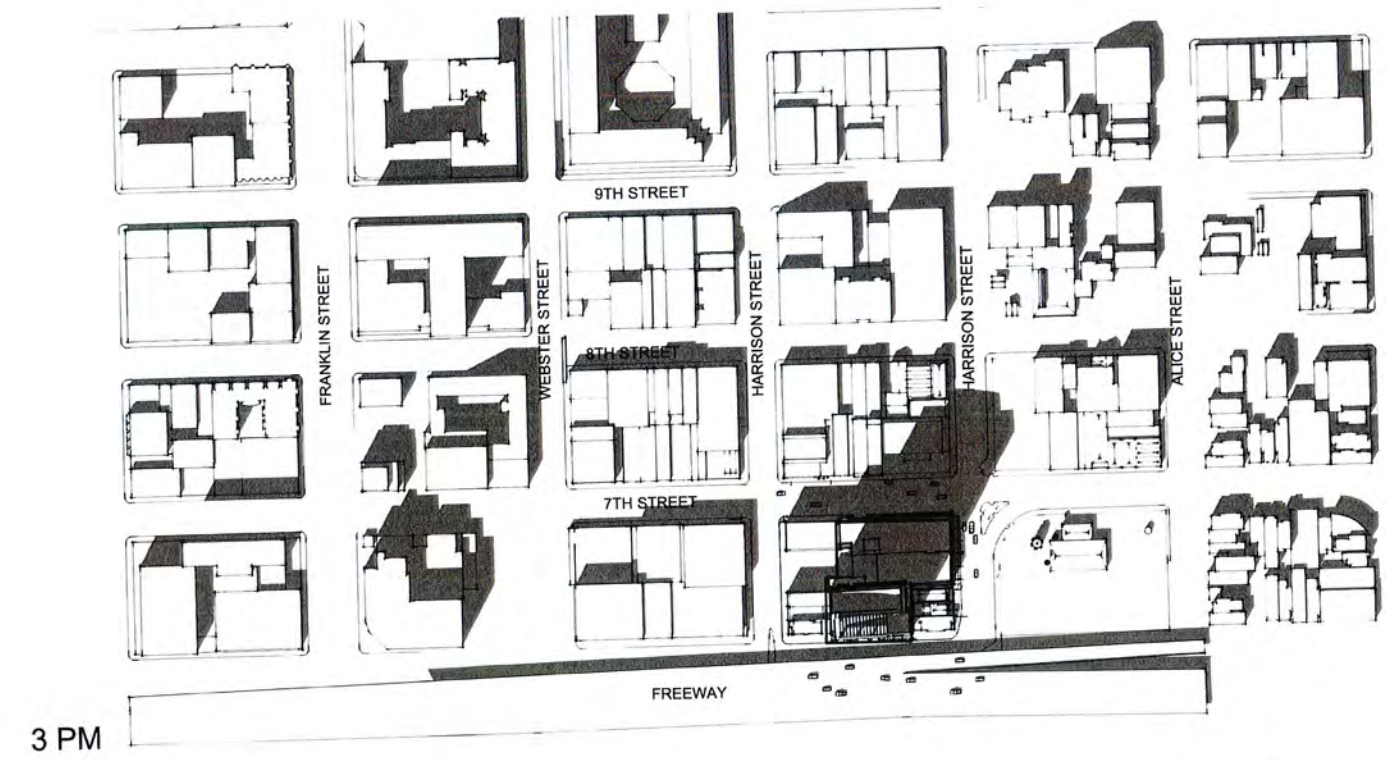 9TH STREET
FRANKLIN STREET
WEBSTER STREET
HARRISON STREET
HARRISON STREET
ALICE STREET
8TH STREET
7TH STREET
FREEWAY
3 PM